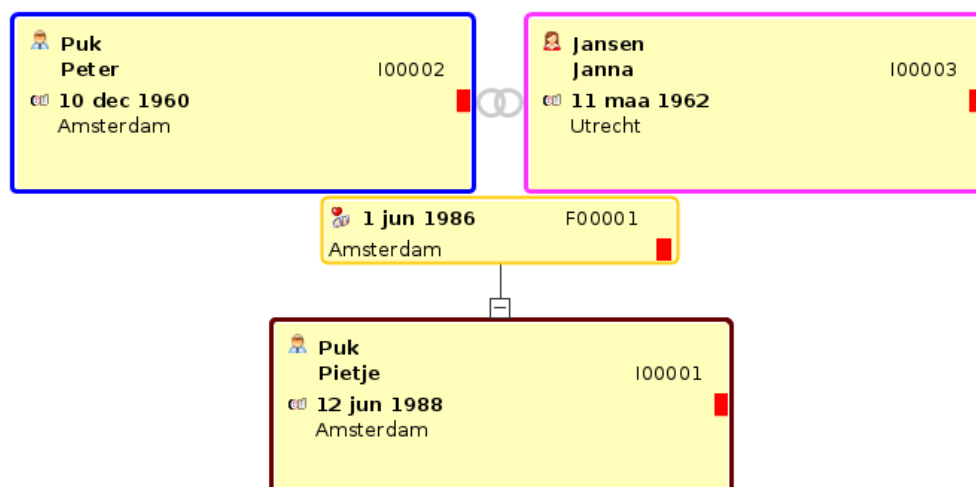 Puk
Peter I00002
10 dec 1960
Amsterdam
Jansen
Janna I00003
11 maa 1962
Utrecht
1 jun 1986 F00001
Amsterdam
Puk
Pietje I00001
12 jun 1988
Amsterdam